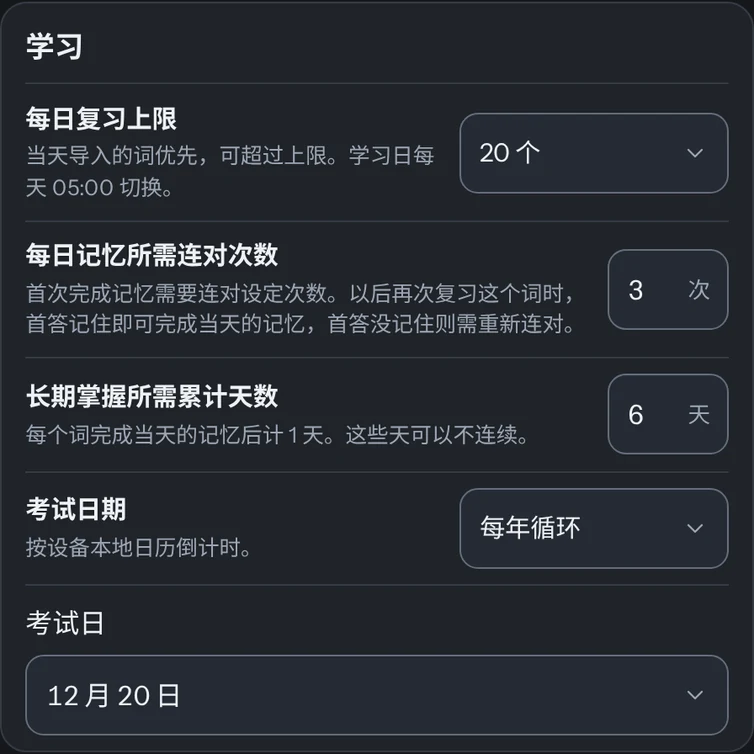 学习
每日复习上限
当天导入的词优先，可超过上限。学习日每
天 05:00 切换。
20 个
每日记忆所需连对次数
首次完成记忆需要连对设定次数。以后再次复习这个词时，
首答记住即可完成当天的记忆，首答没记住则需重新连对。
3 次
长期掌握所需累计天数
每个词完成当天的记忆后计 1 天。这些天可以不连续。
6 天
考试日期
按设备本地日历倒计时。
每年循环
考试日
12 月 20 日